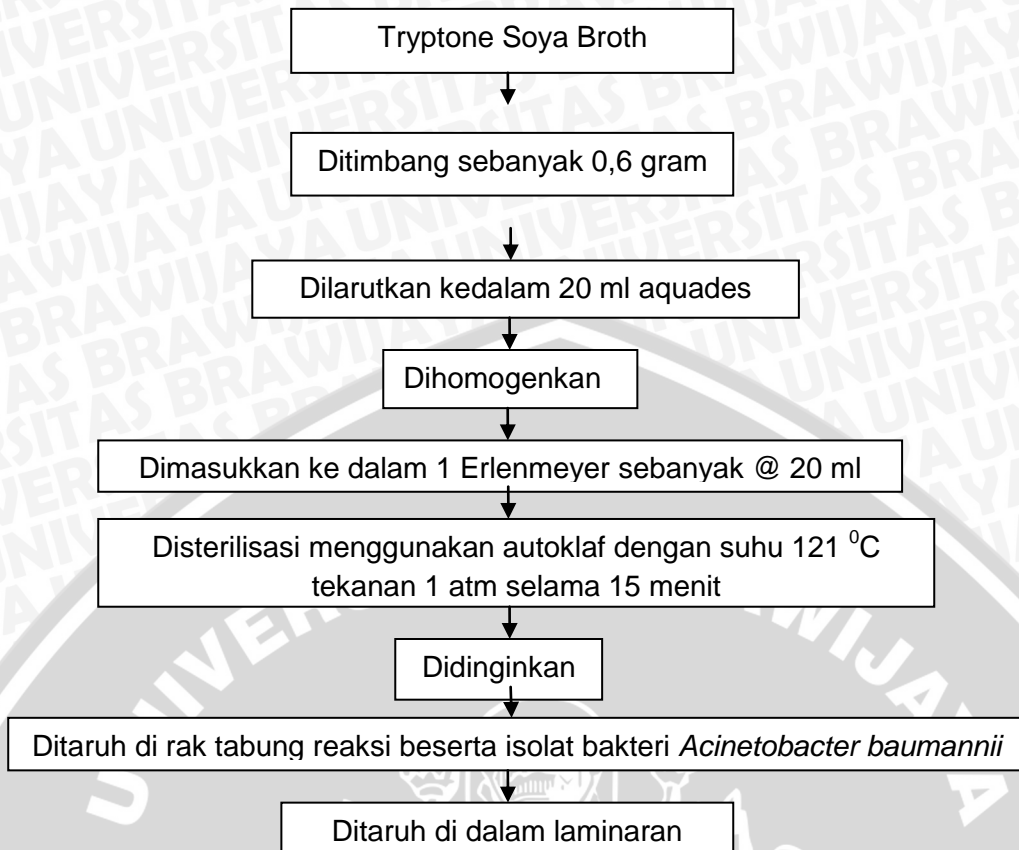 Tryptone Soya Broth
Ditimbang sebanyak 0,6 gram
Dilarutkan kedalam 20 ml aquades
Dihomogenkan
Dimasukkan ke dalam 1 Erlenmeyer sebanyak @ 20 ml
Disterilisasi menggunakan autoklaf dengan suhu 121 ⁰C
tekanan 1 atm selama 15 menit
Didinginkan
Ditaruh di rak tabung reaksi beserta isolat bakteri Acinetobacter baumannii
Ditaruh di dalam laminaran